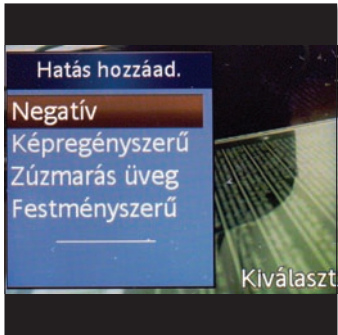 Hatás hozzáad.
Negatív
Képregényszerű
Zúzmarás üveg
Festményszerű
Kiválaszt